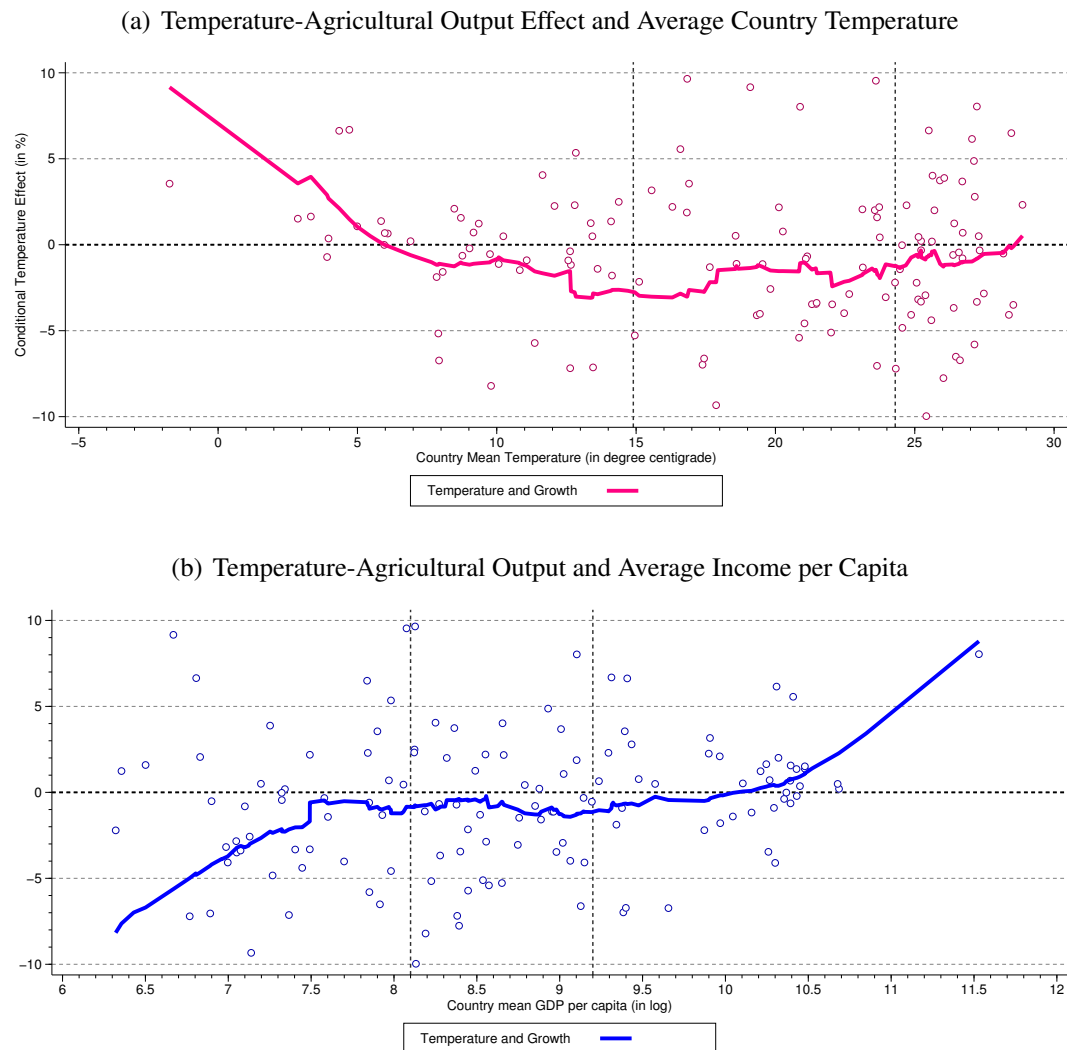 (a) Temperature-Agricultural Output Effect and Average Country Temperature
10
5
0
−5
−10
Conditional Temperature Effect (in %)
−5 0 5 10 15 20 25 30
Country Mean Temperature (in degree centigrade)
Temperature and Growth
(b) Temperature-Agricultural Output and Average Income per Capita
10
5
0
−5
−10
6 6.5 7 7.5 8 8.5 9 9.5 10 10.5 11 11.5 12
Country mean GDP per capita (in log)
Temperature and Growth